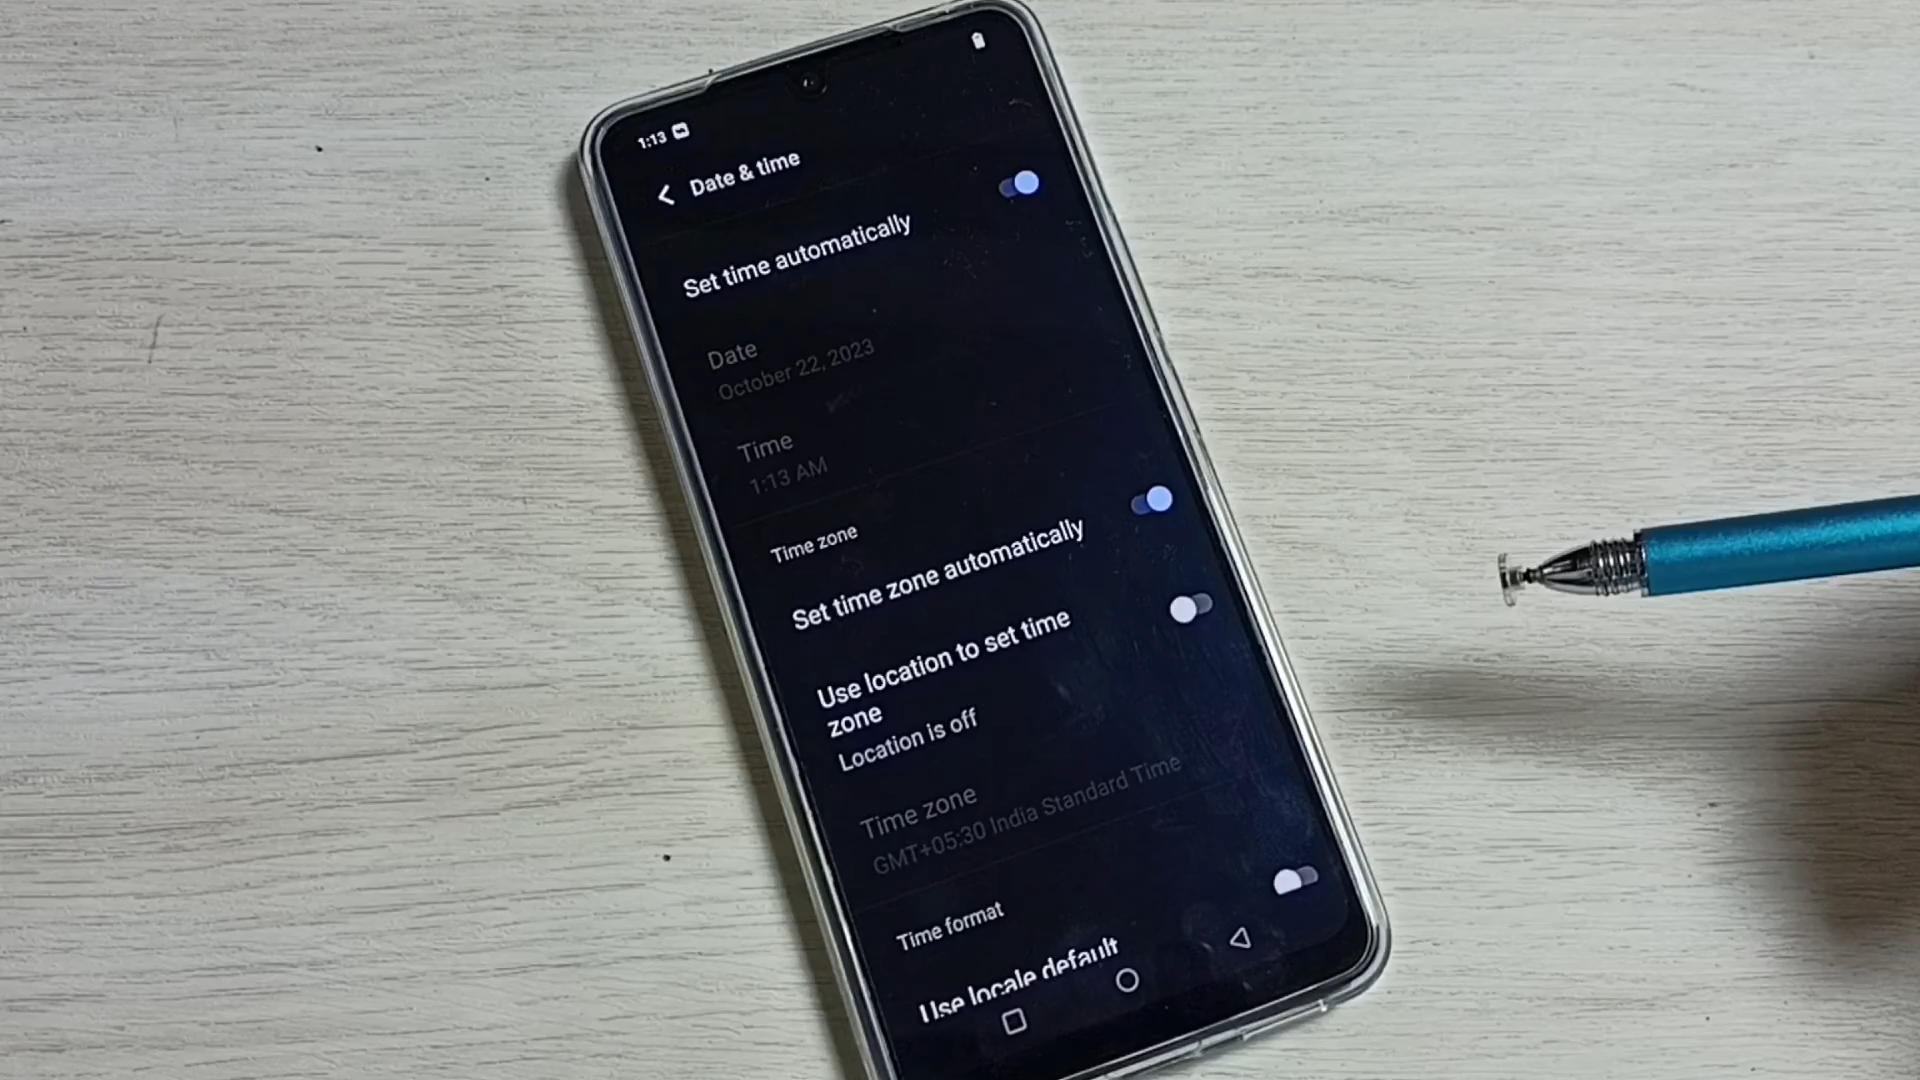 1:13
Date & time
Set time automatically
Date
October 22, 2023
Time
1:13 AM
Time zone
Set time zone automatically
Use location to set time
zone
Location is off
Time zone
GMT+05:30 India Standard Time
Time format
Use locale default